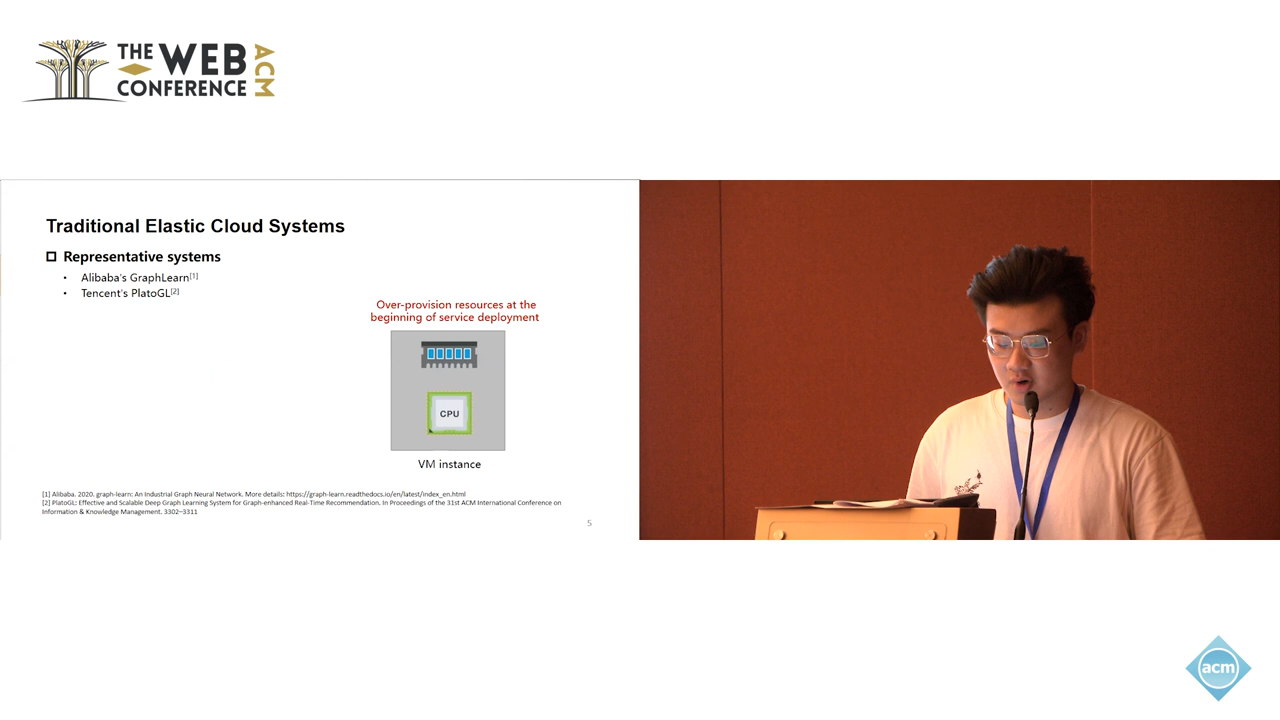 THE WEB
CONFERENCE
ACM
Traditional Elastic Cloud Systems
Representative systems
• Alibaba's GraphLearn[1]
• Tencent's PlatoGL[2]
Over-provision resources at the
beginning of service deployment
CPU
VM instance
[1] Alibaba. 2020. graph-learn: An Industrial Graph Neural Network. More details: https://graph-learn.readthedocs.io/en/latest/index_en.html
[2] PlatoGL: Effective and Scalable Deep Graph Learning System for Graph-enhanced Real-Time Recommendation. In Proceedings of the 31st ACM International Conference on
Information & Knowledge Management. 3302–3311
5
acm